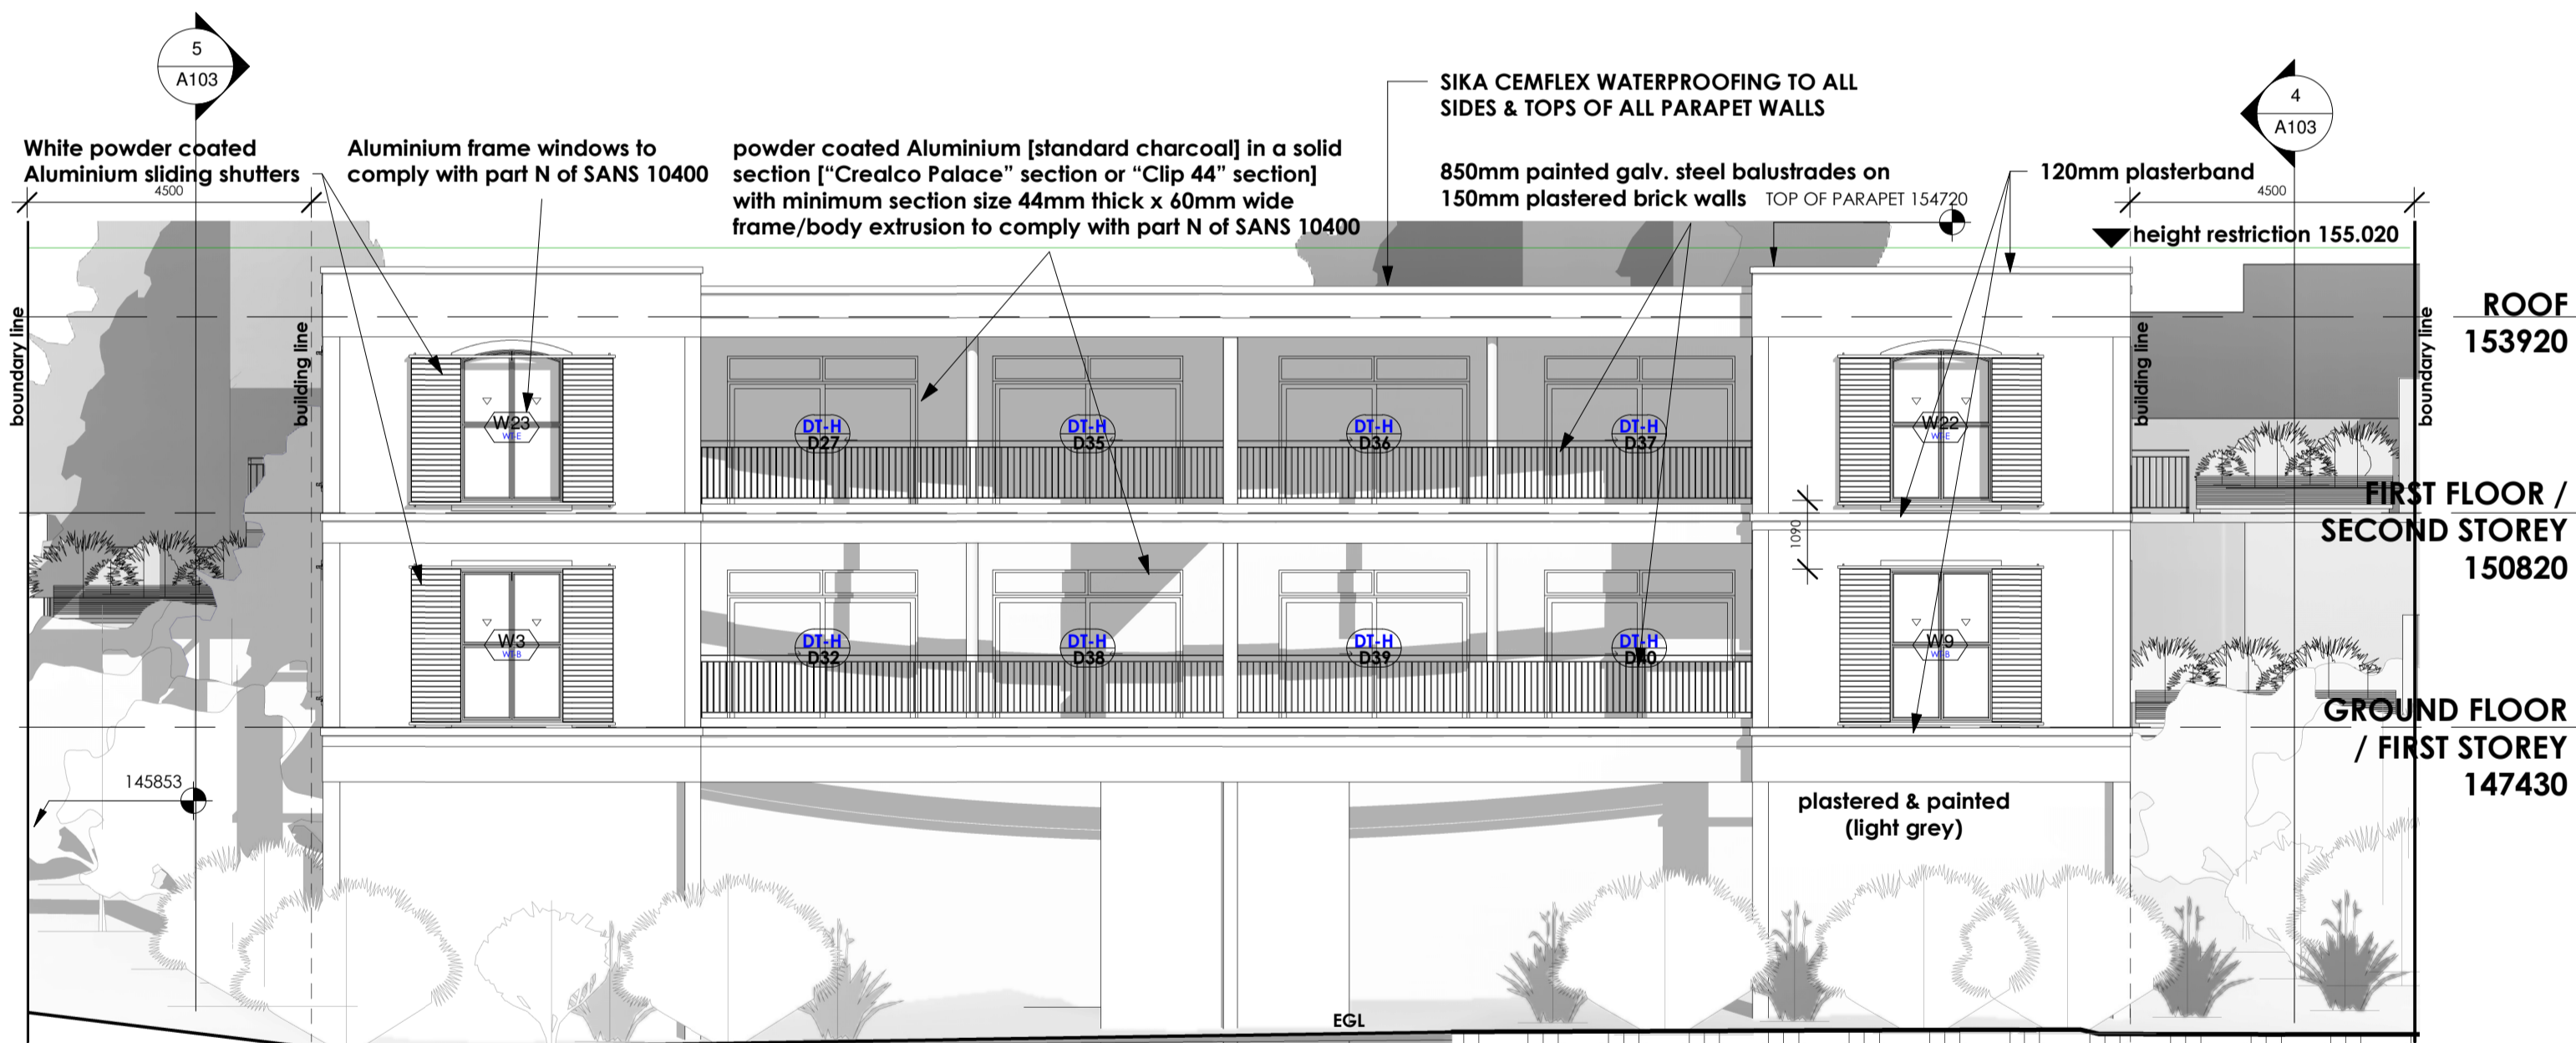 5
A103
4
A103
SIKA CEMFLEX WATERPROOFING TO ALL
SIDES & TOPS OF ALL PARAPET WALLS
White powder coated
Aluminium sliding shutters
4500
Aluminium frame windows to
comply with part N of SANS 10400
powder coated Aluminium [standard charcoal] in a solid
section ["Crealco Palace" section or "Clip 44" section]
with minimum section size 44mm thick x 60mm wide
frame/body extrusion to comply with part N of SANS 10400
850mm painted galv. steel balustrades on
150mm plastered brick walls
TOP OF PARAPET 154720
120mm plasterband
4500
height restriction 155.020
boundary line
building line
building line
boundary line
ROOF
153920
W23
WT-E
DT-H
D27
DT-H
D35
DT-H
D36
DT-H
D37
W22
WT-E
FIRST FLOOR /
SECOND STOREY
150820
1090
W3
WT-B
DT-H
D32
DT-H
D38
DT-H
D39
DT-H
D40
W9
WT-B
GROUND FLOOR
/ FIRST STOREY
147430
145853
plastered & painted
(light grey)
EGL